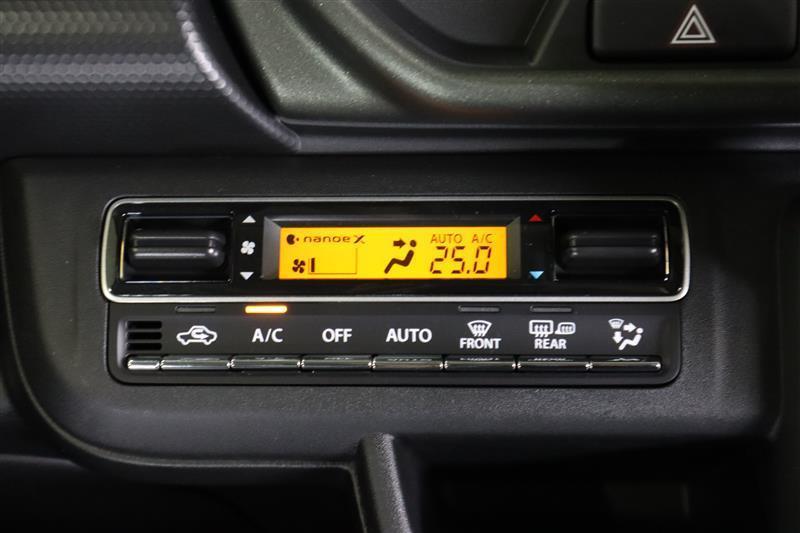 nanoe X
AUTO A/C
25.0
A/C OFF AUTO FRONT REAR